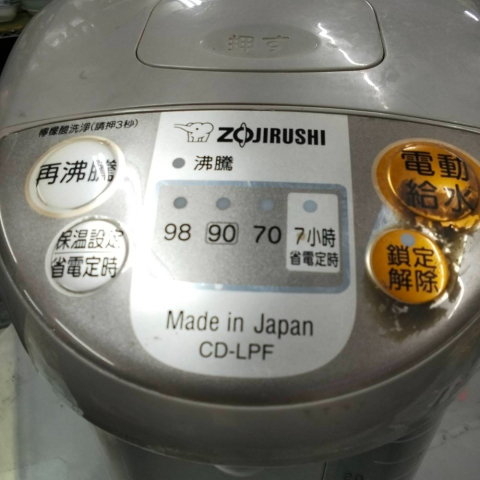 押す
檸檬酸洗淨(請押3秒)
ZOJIRUSHI
再沸騰
沸騰
電動
給水
98 90 70 7小時
省電定時
保溫設定
省電定時
鎖定
解除
Made in Japan
CD-LPF